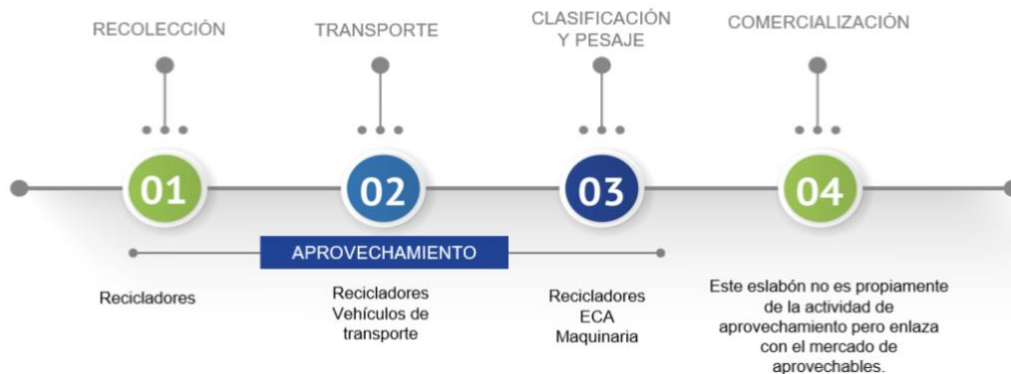 RECOLECCIÓN
TRANSPORTE
CLASIFICACIÓN
Y PESAJE
COMERCIALIZACIÓN
01
02
03
04
APROVECHAMIENTO
Recicladores
Recicladores
Vehículos de
transporte
Recicladores
ECA
Maquinaria
Este eslabón no es propiamente
de la actividad de
aprovechamiento pero enlaza
con el mercado de
aprovechables.